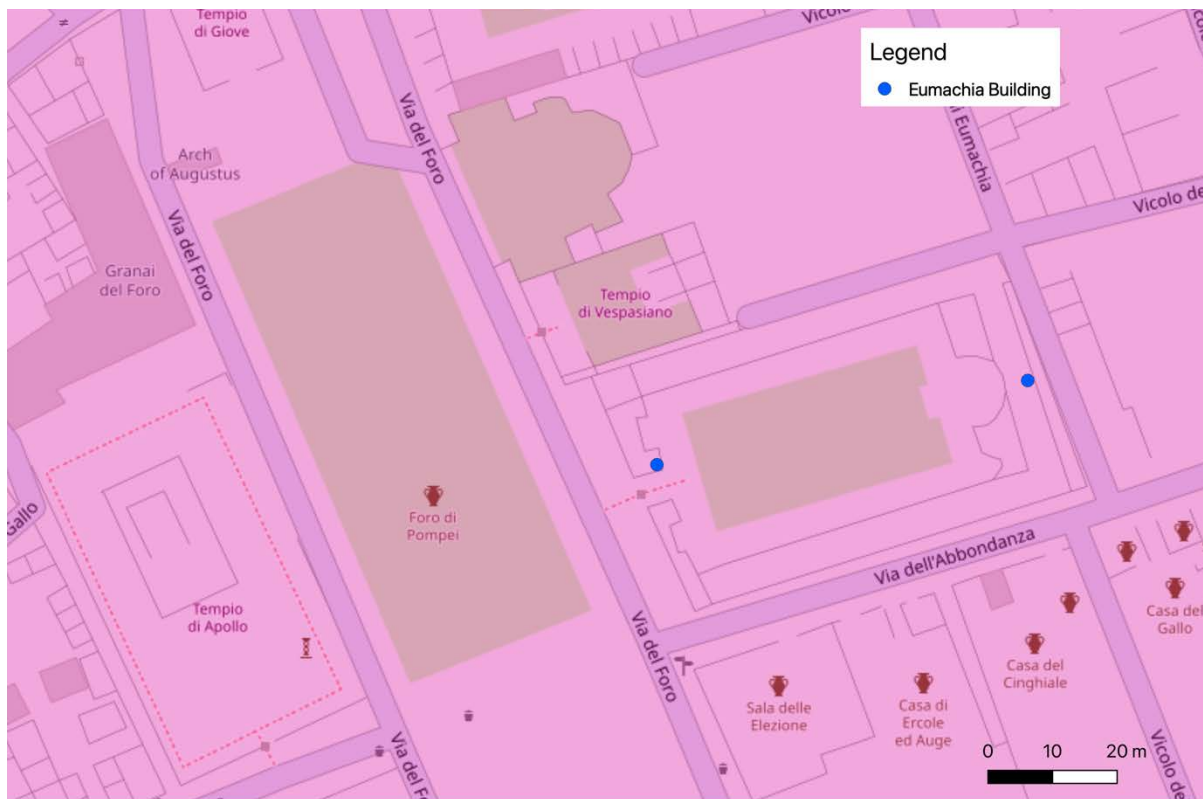 Tempio
di Giove
Vicolo
Legend
Eumachia Building
Via del Foro
Eumachia
Arch
of Augustus
Vicolo de
Via del Foro
Granai
del Foro
Tempio
di Vespasiano
Foro di
Pompei
Gallo
Via dell'Abbondanza
Tempio
di Apollo
Via del Foro
Casa del
Gallo
Casa del
Cinghiale
Sala delle
Elezione
Casa di
Ercole
ed Auge
Via del Fo
Vicolo de
0 10 20 m